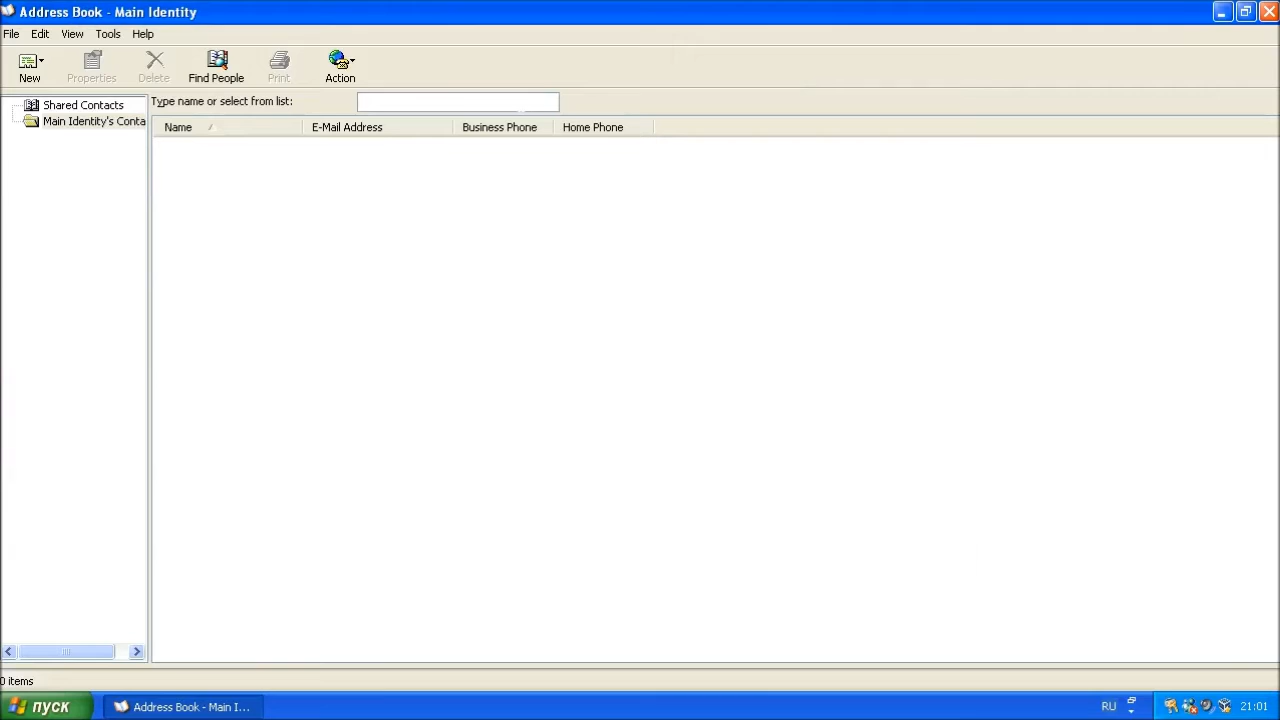 Address Book - Main Identity
File Edit View Tools Help
New Properties Delete Find People Print Action
Type name or select from list:
Shared Contacts
Main Identity's Conta
Name E-Mail Address Business Phone Home Phone
0 items
пуск Address Book - Main I... RU 21:01